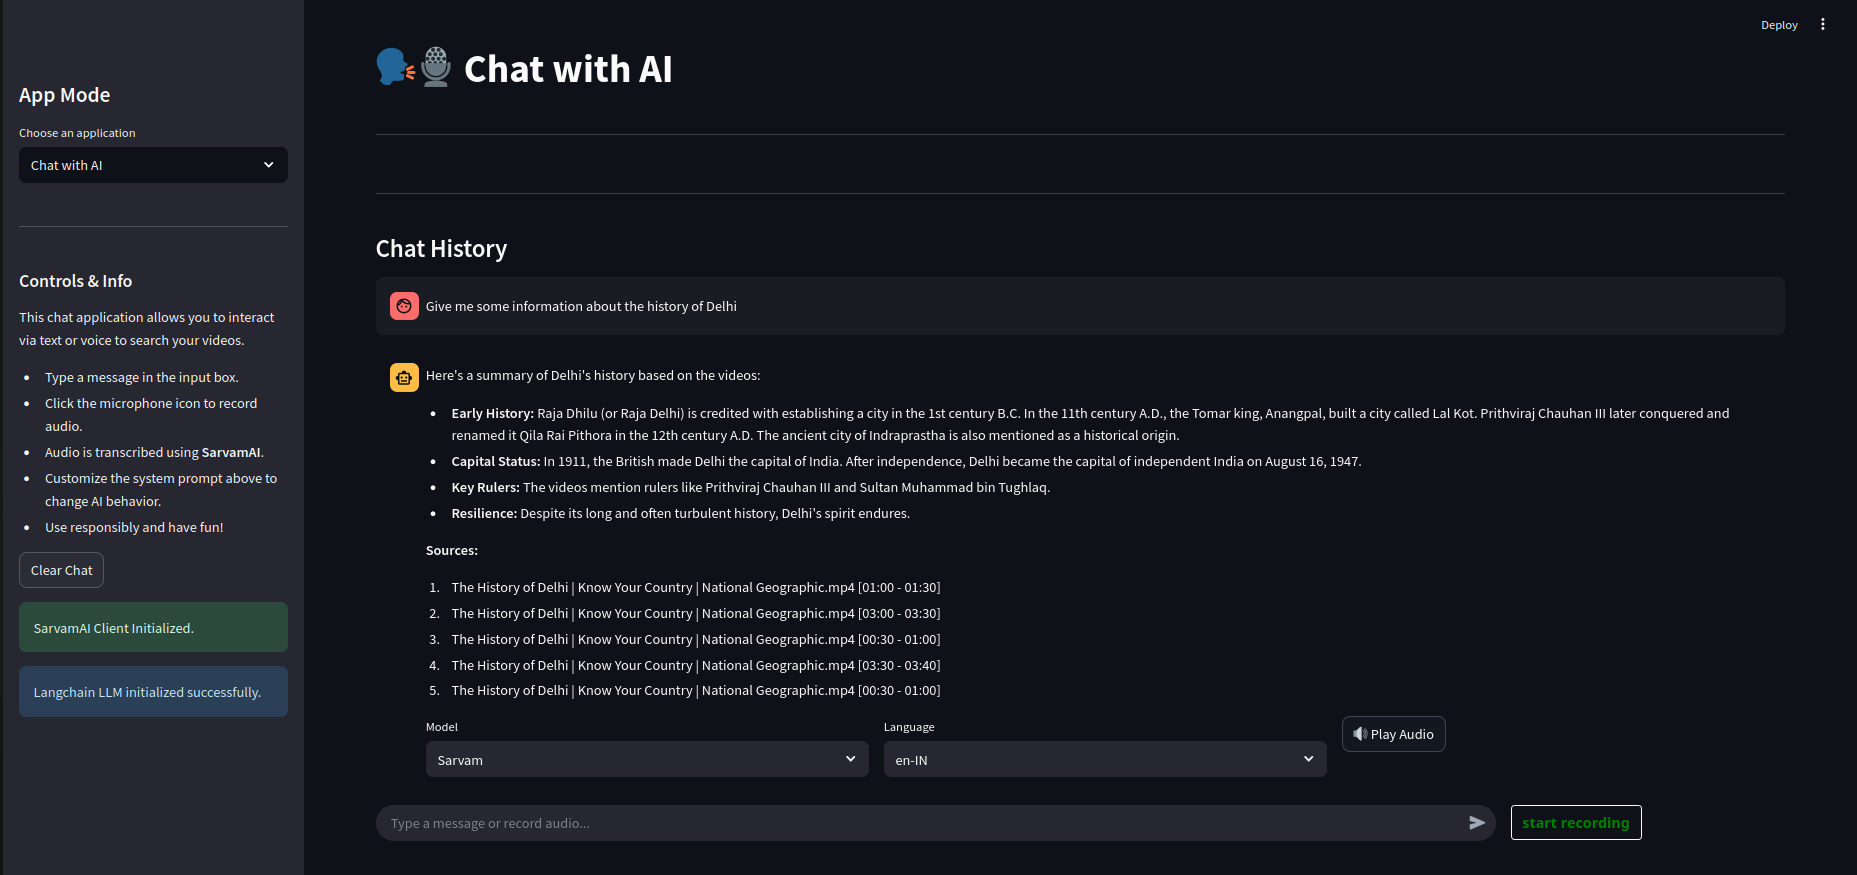 Deploy
App Mode
Choose an application
Chat with AI
Controls & Info
This chat application allows you to interact
via text or voice to search your videos.
Type a message in the input box.
Click the microphone icon to record
audio.
Audio is transcribed using SarvamAI.
Customize the system prompt above to
change AI behavior.
Use responsibly and have fun!
Clear Chat
SarvamAI Client Initialized.
Langchain LLM initialized successfully.
Chat with AI
Chat History
Give me some information about the history of Delhi
Here's a summary of Delhi's history based on the videos:
Early History: Raja Dhilu (or Raja Delhi) is credited with establishing a city in the 1st century B.C. In the 11th century A.D., the Tomar king, Anangpal, built a city called Lal Kot. Prithviraj Chauhan III later conquered and
renamed it Qila Rai Pithora in the 12th century A.D. The ancient city of Indraprastha is also mentioned as a historical origin.
Capital Status: In 1911, the British made Delhi the capital of India. After independence, Delhi became the capital of independent India on August 16, 1947.
Key Rulers: The videos mention rulers like Prithviraj Chauhan III and Sultan Muhammad bin Tughlaq.
Resilience: Despite its long and often turbulent history, Delhi's spirit endures.
Sources:
1. The History of Delhi | Know Your Country | National Geographic.mp4 [01:00 - 01:30]
2. The History of Delhi | Know Your Country | National Geographic.mp4 [03:00 - 03:30]
3. The History of Delhi | Know Your Country | National Geographic.mp4 [00:30 - 01:00]
4. The History of Delhi | Know Your Country | National Geographic.mp4 [03:30 - 03:40]
5. The History of Delhi | Know Your Country | National Geographic.mp4 [00:30 - 01:00]
Model
Sarvam
Language
en-IN
Play Audio
Type a message or record audio...
start recording